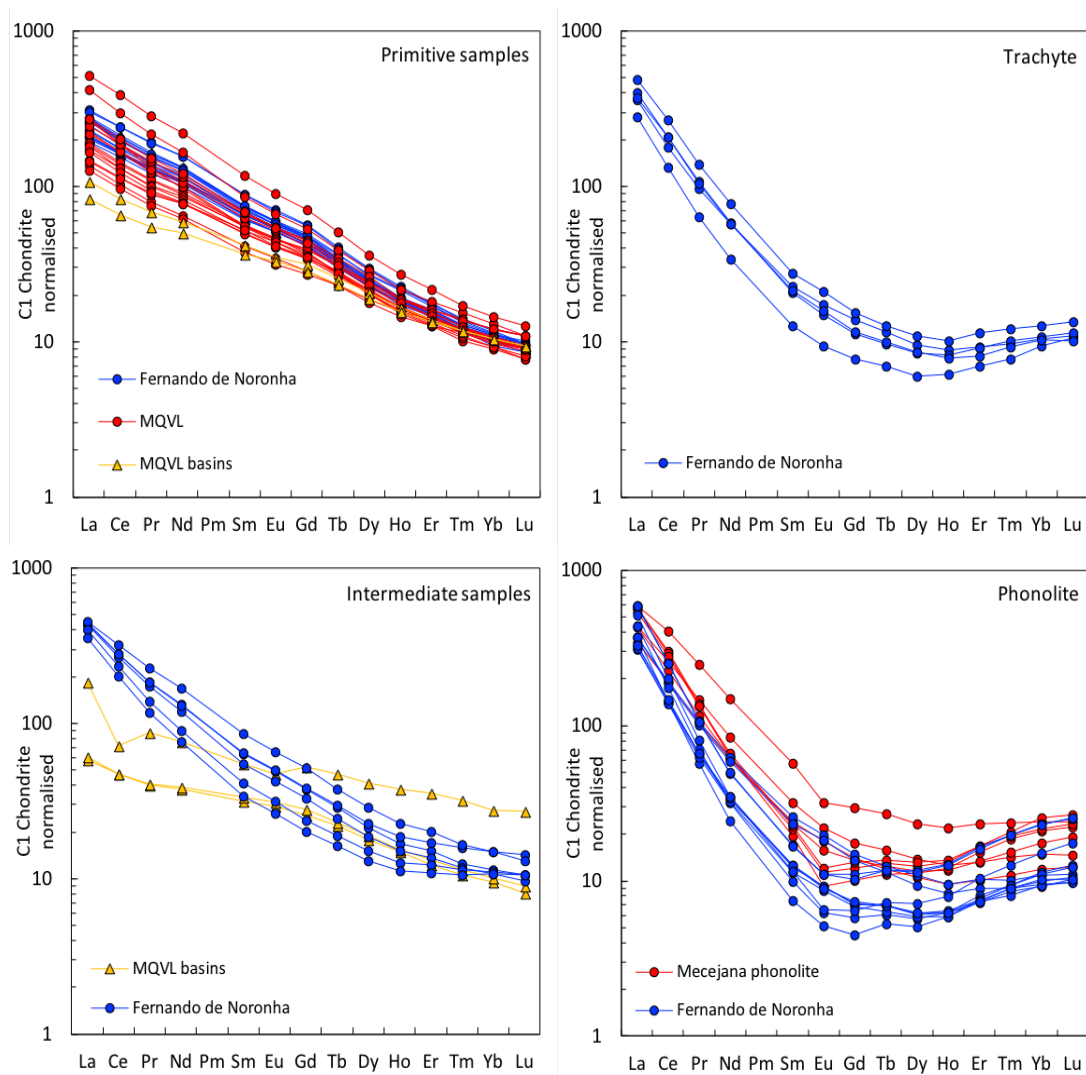 1000
100
10
1
C1 Chondrite
normalised
Primitive samples
Fernando de Noronha
MQVL
MQVL basins
La Ce Pr Nd Pm Sm Eu Gd Tb Dy Ho Er Tm Yb Lu
1000
100
10
1
C1 Chondrite
normalised
Trachyte
Fernando de Noronha
La Ce Pr Nd Pm Sm Eu Gd Tb Dy Ho Er Tm Yb Lu
1000
100
10
1
C1 Chondrite
normalised
Intermediate samples
MQVL basins
Fernando de Noronha
La Ce Pr Nd Pm Sm Eu Gd Tb Dy Ho Er Tm Yb Lu
1000
100
10
1
C1 Chondrite
normalised
Phonolite
Mecejana phonolite
Fernando de Noronha
La Ce Pr Nd Pm Sm Eu Gd Tb Dy Ho Er Tm Yb Lu